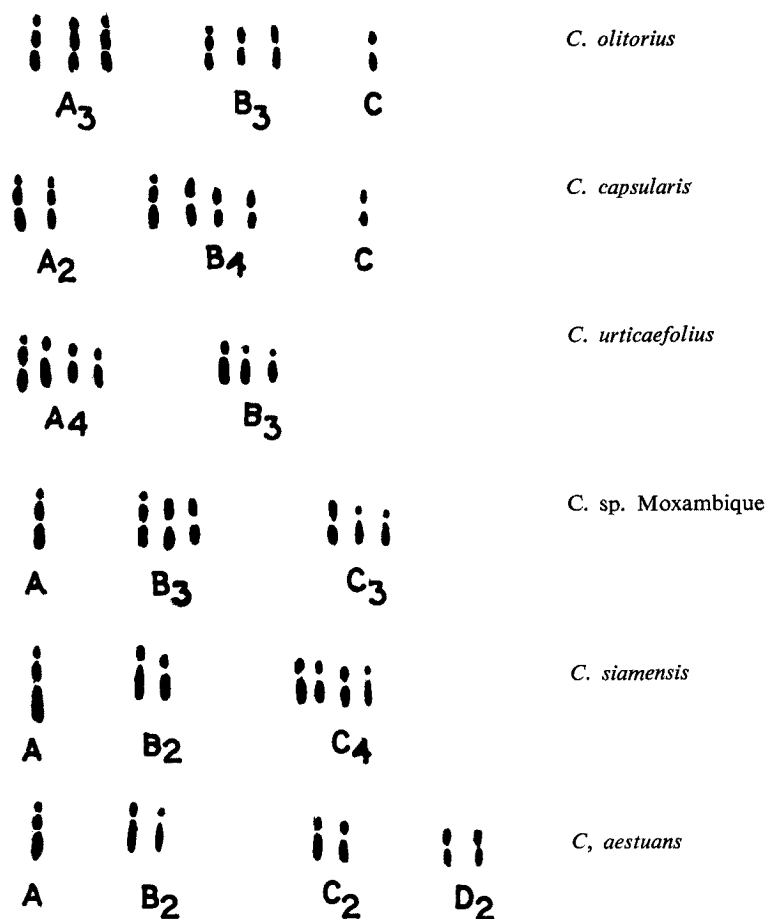 C. olitorius
A3 B3 C
C. capsularis
A2 B4 C
C. urticaefolius
A4 B3
C. sp. Moxambique
A B3 C3
C. siamensis
A B2 C4
C, aestuans
A B2 C2 D2